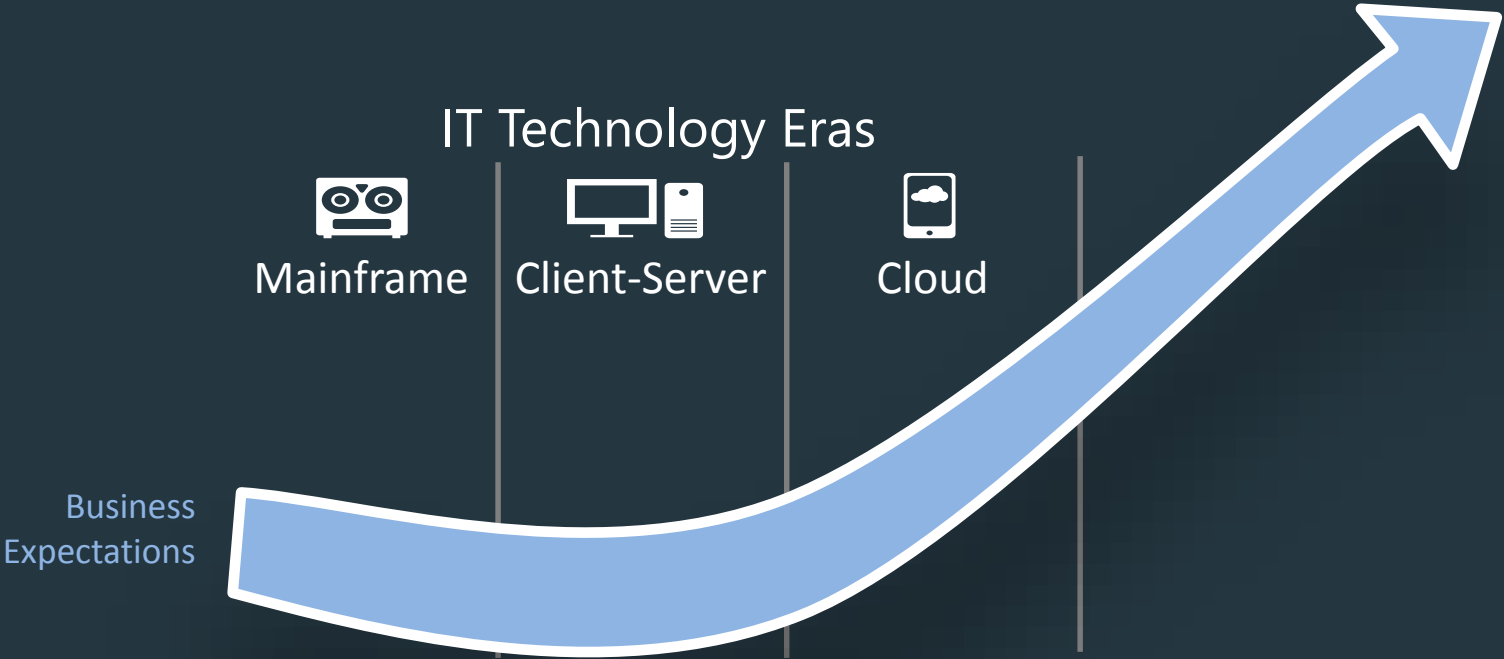 IT Technology Eras
Mainframe
Client-Server
Cloud
Business
Expectations